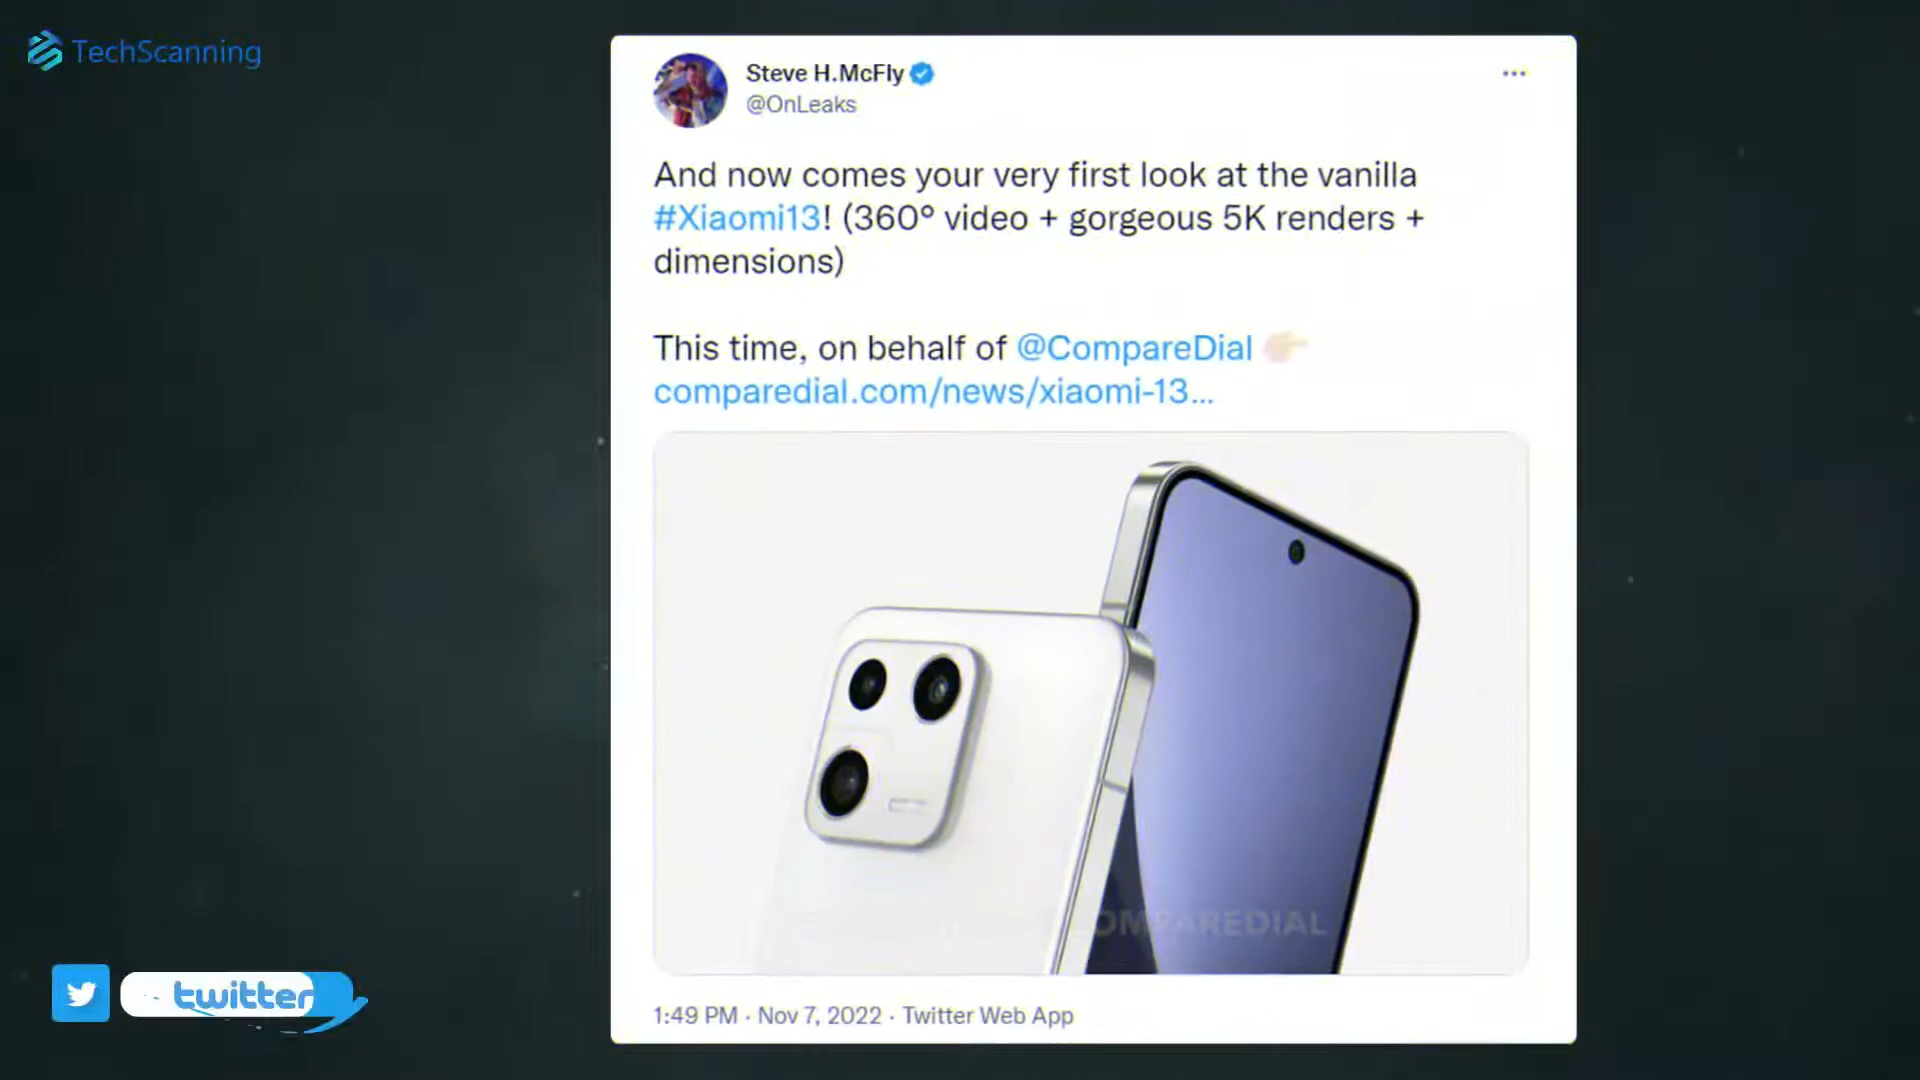 TechScanning
Steve H.McFly
@OnLeaks
And now comes your very first look at the vanilla
#Xiaomi13! (360° video + gorgeous 5K renders +
dimensions)
This time, on behalf of @CompareDial
comparedial.com/news/xiaomi-13...
COMPAREDIAL
1:49 PM · Nov 7, 2022 · Twitter Web App
twitter